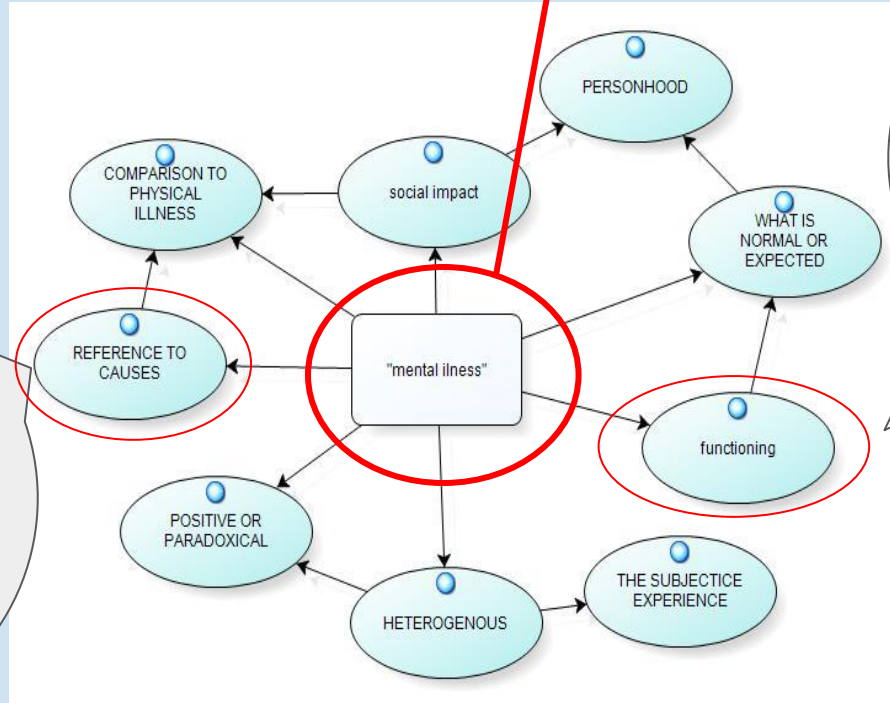 PERSONHOOD
COMPARISON TO
PHYSICAL
ILLNESS
social impact
WHAT IS
NORMAL OR
EXPECTED
REFERENCE TO
CAUSES
"mental ilness"
functioning
POSITIVE OR
PARADOXICAL
THE SUBJECTICE
EXPERIENCE
HETEROGENOUS